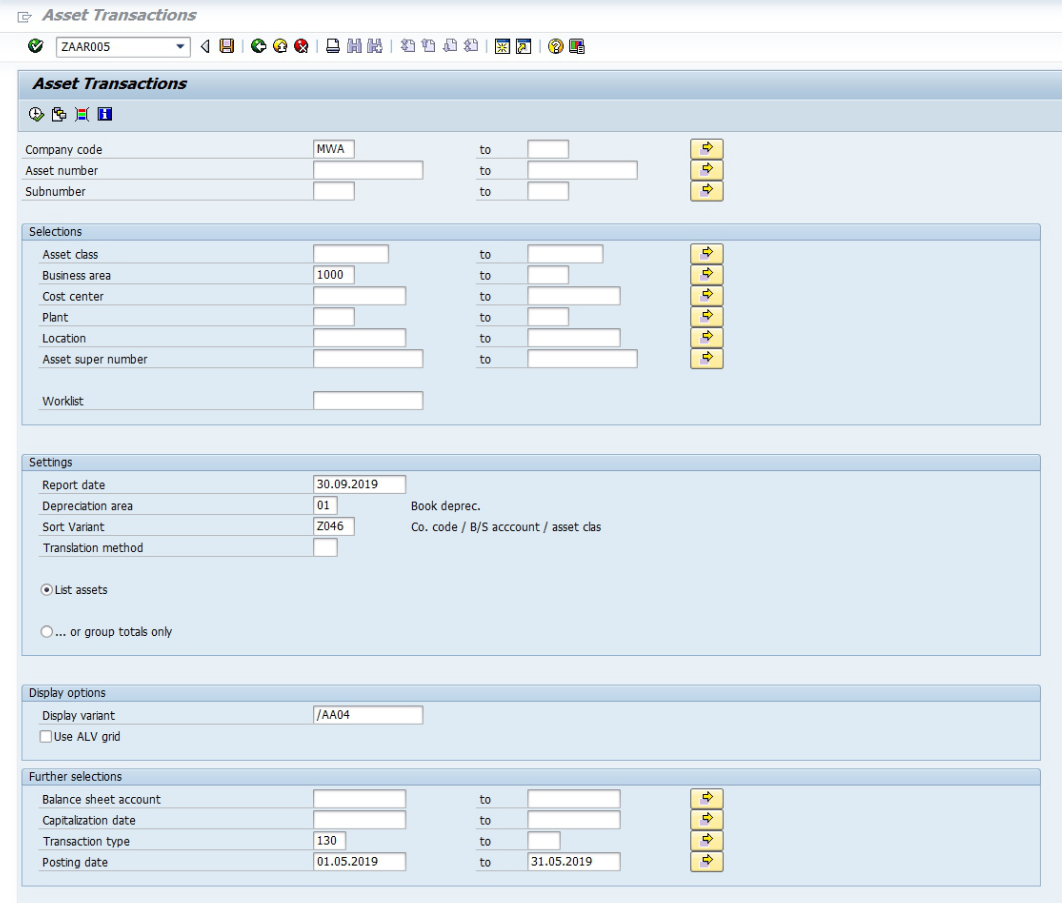 Asset Transactions
ZAAR005
Asset Transactions
Company code MWA to
Asset number to
Subnumber to
Selections
Asset class to
Business area 1000 to
Cost center to
Plant to
Location to
Asset super number to
Worklist
Settings
Report date 30.09.2019
Depreciation area 01 Book deprec.
Sort Variant Z046 Co. code / B/S acccount / asset clas
Translation method
List assets
... or group totals only
Display options
Display variant /AA04
Use ALV grid
Further selections
Balance sheet account to
Capitalization date to
Transaction type 130 to
Posting date 01.05.2019 to 31.05.2019